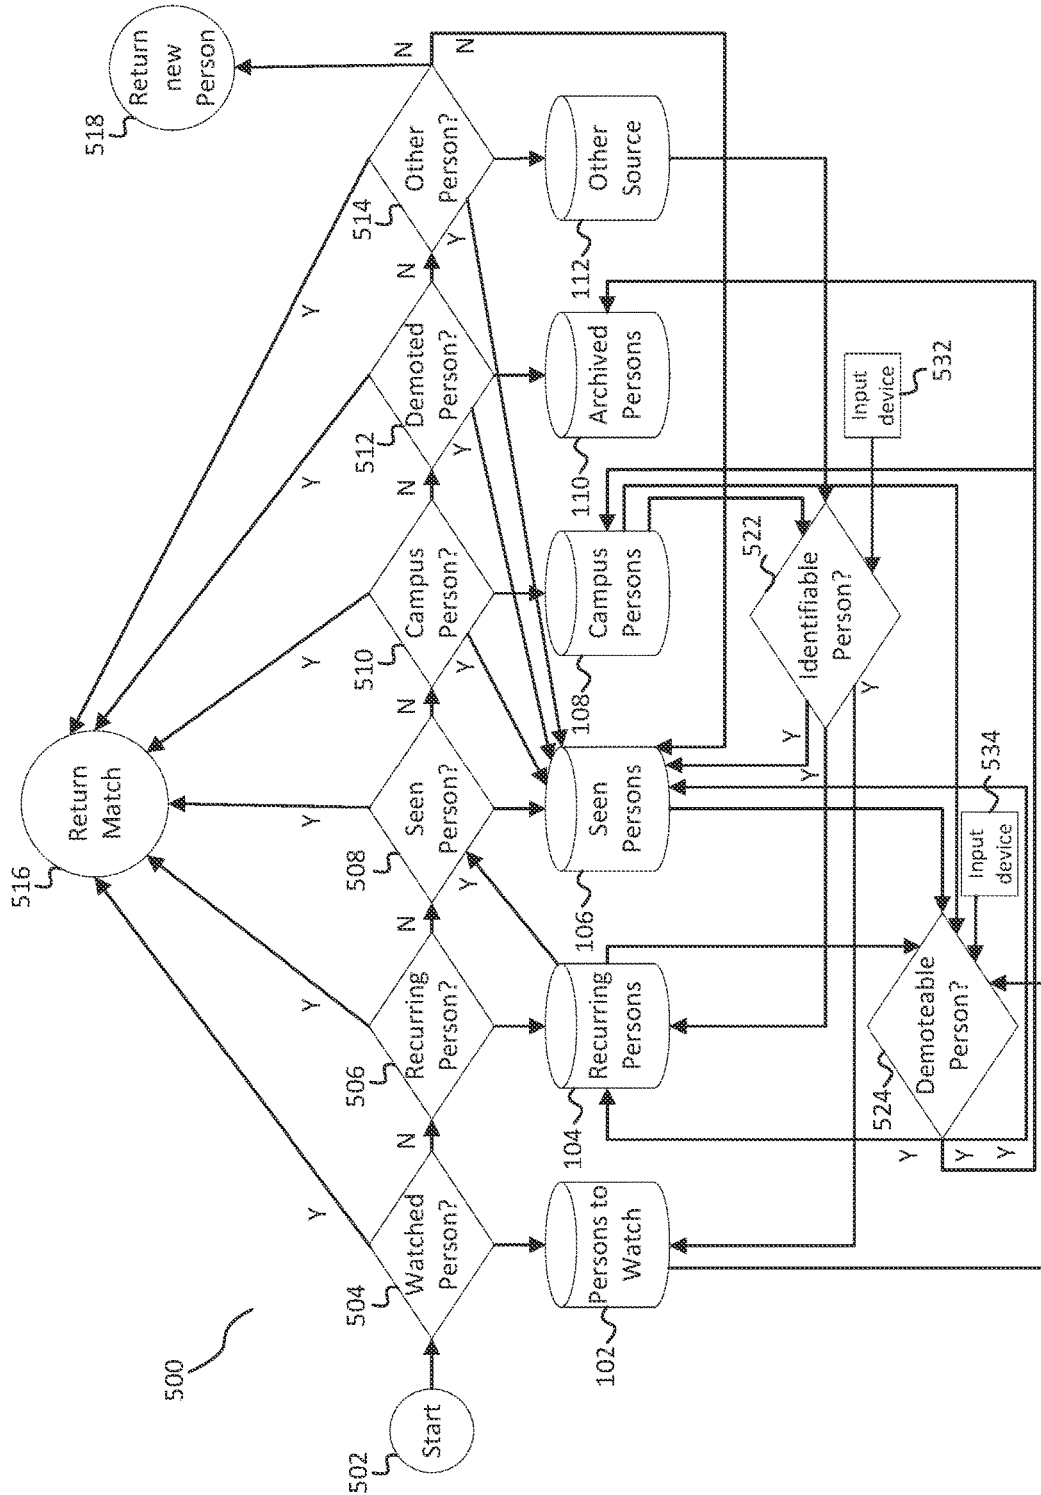 500
502
Start
504
Watched
Person?
Y
N
506
Recurring
Person?
Y
N
508
Seen
Person?
Y
N
510
Campus
Person?
Y
Y
N
512
Demoted
Person?
Y
Y
N
514
Other
Person?
Y
Y
N
N
516
Return
Match
518
Return
new
Person
102
Persons to
Watch
104
Recurring
Persons
Y
106
Seen
Persons
108
Campus
Persons
110
Archived
Persons
112
Other
Source
522
Identifiable
Person?
Y
Y
Y
532
Input
device
524
Demoteable
Person?
Y
Y
Y
534
Input
device